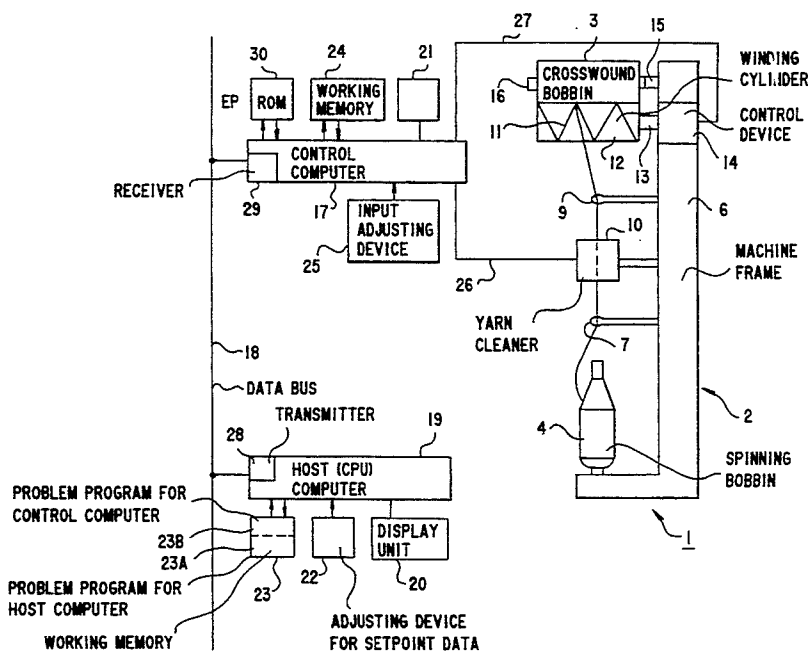 27
30
24
21
3
15
WINDING
CYLINDER
EP
ROM
WORKING
MEMORY
CROSSWOUND
BOBBIN
16
CONTROL
DEVICE
11
12
13
14
CONTROL
COMPUTER
RECEIVER
29
17
9
6
INPUT
ADJUSTING
DEVICE
25
10
MACHINE
FRAME
26
YARN
CLEANER
7
18
DATA BUS
TRANSMITTER
28
19
4
2
HOST (CPU)
COMPUTER
SPINNING
BOBBIN
PROBLEM PROGRAM FOR
CONTROL COMPUTER
1
23B
23A
DISPLAY
UNIT
PROBLEM PROGRAM FOR
HOST COMPUTER
23
22
20
WORKING MEMORY
ADJUSTING DEVICE
FOR SETPOINT DATA